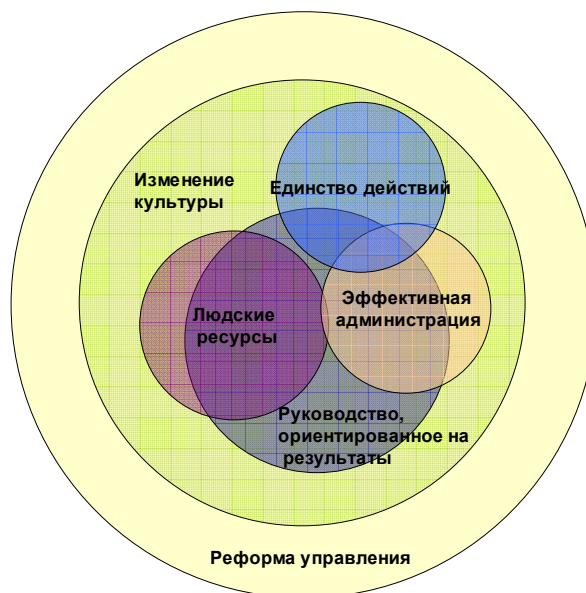 Изменение
культуры
Единство действий
Эффективная
администрация
Людские
ресурсы
Руководство,
ориентированное на
результаты
Реформа управления